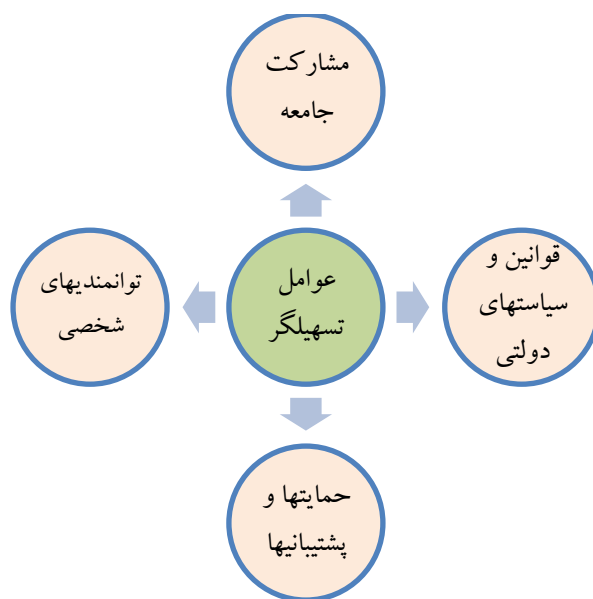 مشارکت
جامعه
قوانین و
سیاستهای
دولتی
عوامل
تسهیلگر
توانمندیهای
شخصی
حمایتها و
پشتیبانیها